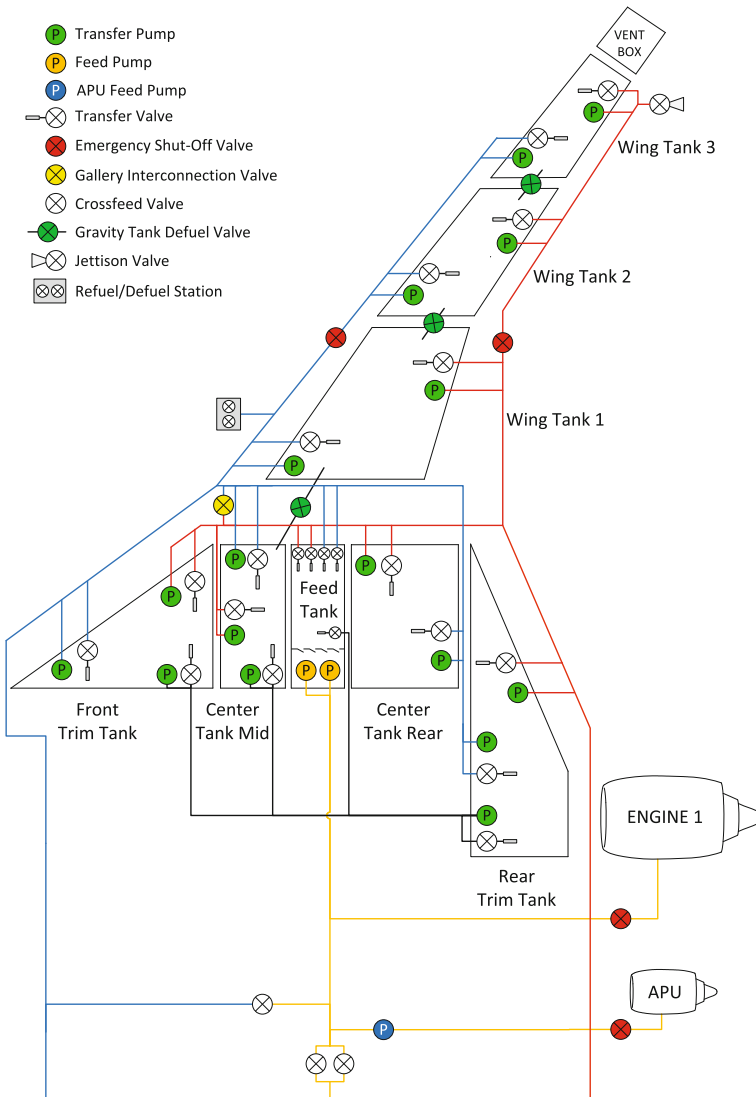 P Transfer Pump
P Feed Pump
P APU Feed Pump
Transfer Valve
Emergency Shut-Off Valve
Gallery Interconnection Valve
Crossfeed Valve
Gravity Tank Defuel Valve
Jettison Valve
Refuel/Defuel Station
VENT
BOX
P
Wing Tank 3
P
P
Wing Tank 2
P
P
Wing Tank 1
P
P
P
Feed
Tank
P
P
P
P
P
P
P
P
P
P
Front
Trim Tank
Center
Tank Mid
Center
Tank Rear
P
P
ENGINE 1
Rear
Trim Tank
APU
P